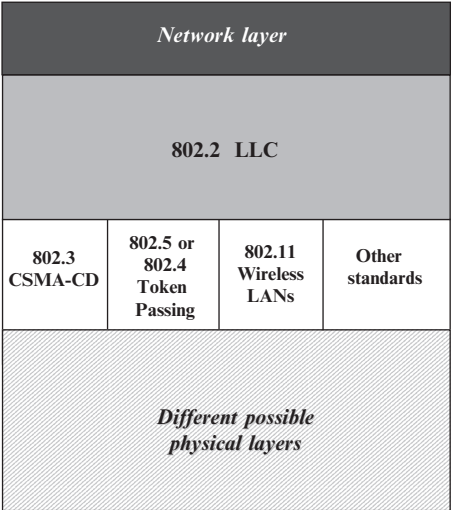 Network layer
802.2 LLC
802.3
CSMA-CD
802.5 or
802.4
Token
Passing
802.11
Wireless
LANs
Other
standards
Different possible
physical layers